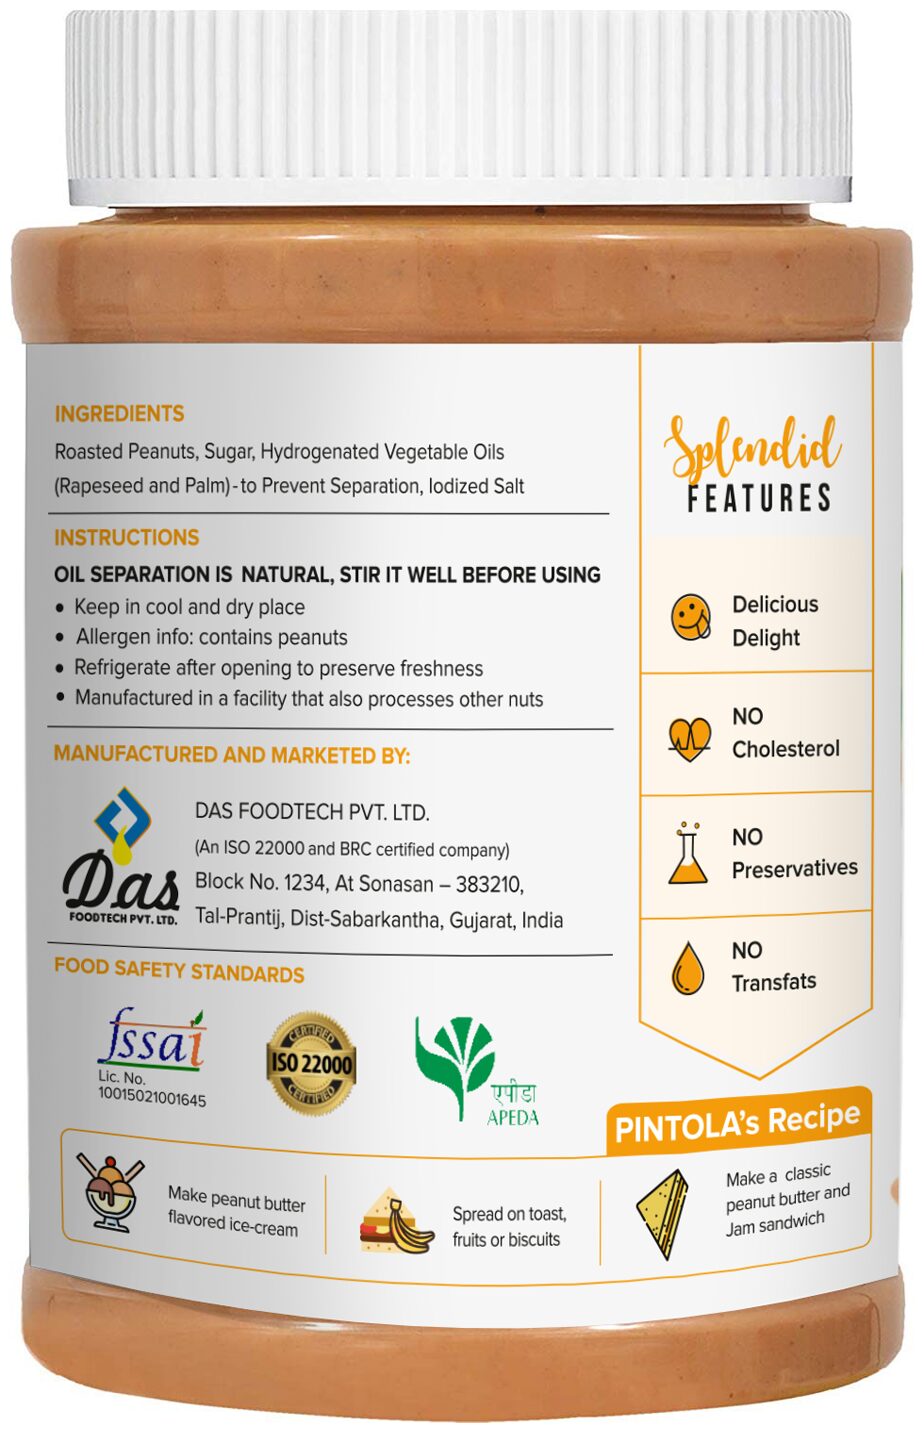 INGREDIENTS
Roasted Peanuts, Sugar, Hydrogenated Vegetable Oils
(Rapeseed and Palm)-to Prevent Separation, Iodized Salt
INSTRUCTIONS
OIL SEPARATION IS NATURAL, STIR IT WELL BEFORE USING
• Keep in cool and dry place
• Allergen info: contains peanuts
• Refrigerate after opening to preserve freshness
• Manufactured in a facility that also processes other nuts
MANUFACTURED AND MARKETED BY:
Das
FOODTECH PVT. LTD.
DAS FOODTECH PVT. LTD.
(An ISO 22000 and BRC certified company)
Block No. 1234, At Sonasan – 383210,
Tal-Prantij, Dist-Sabarkantha, Gujarat, India
FOOD SAFETY STANDARDS
fssai
Lic. No.
10015021001645
CERTIFIED
ISO 22000
CERTIFIED
एपीडा
APEDA
Splendid
FEATURES
Delicious
Delight
NO
Cholesterol
NO
Preservatives
NO
Transfats
PINTOLA's Recipe
Make peanut butter
flavored ice-cream
Spread on toast,
fruits or biscuits
Make a classic
peanut butter and
Jam sandwich